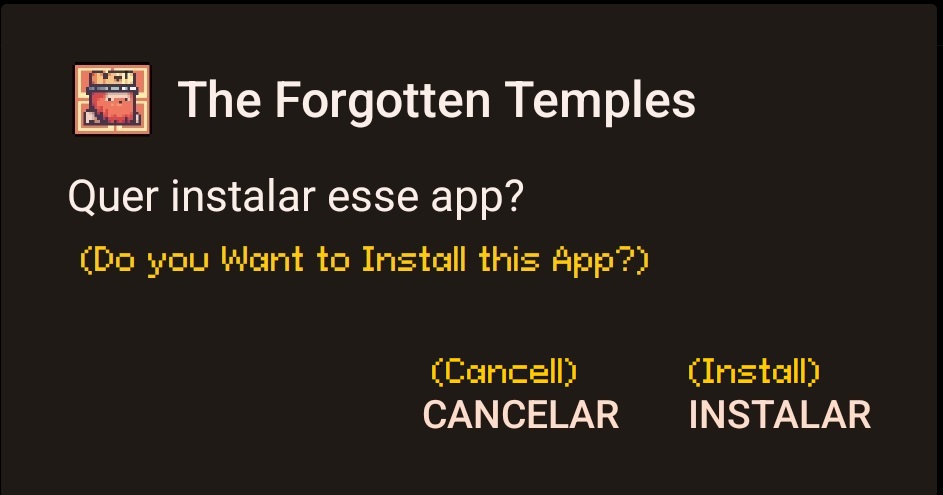 The Forgotten Temples
Quer instalar esse app?
(Do you Want to Install this App?)
(Cancell) (Install)
CANCELAR INSTALAR